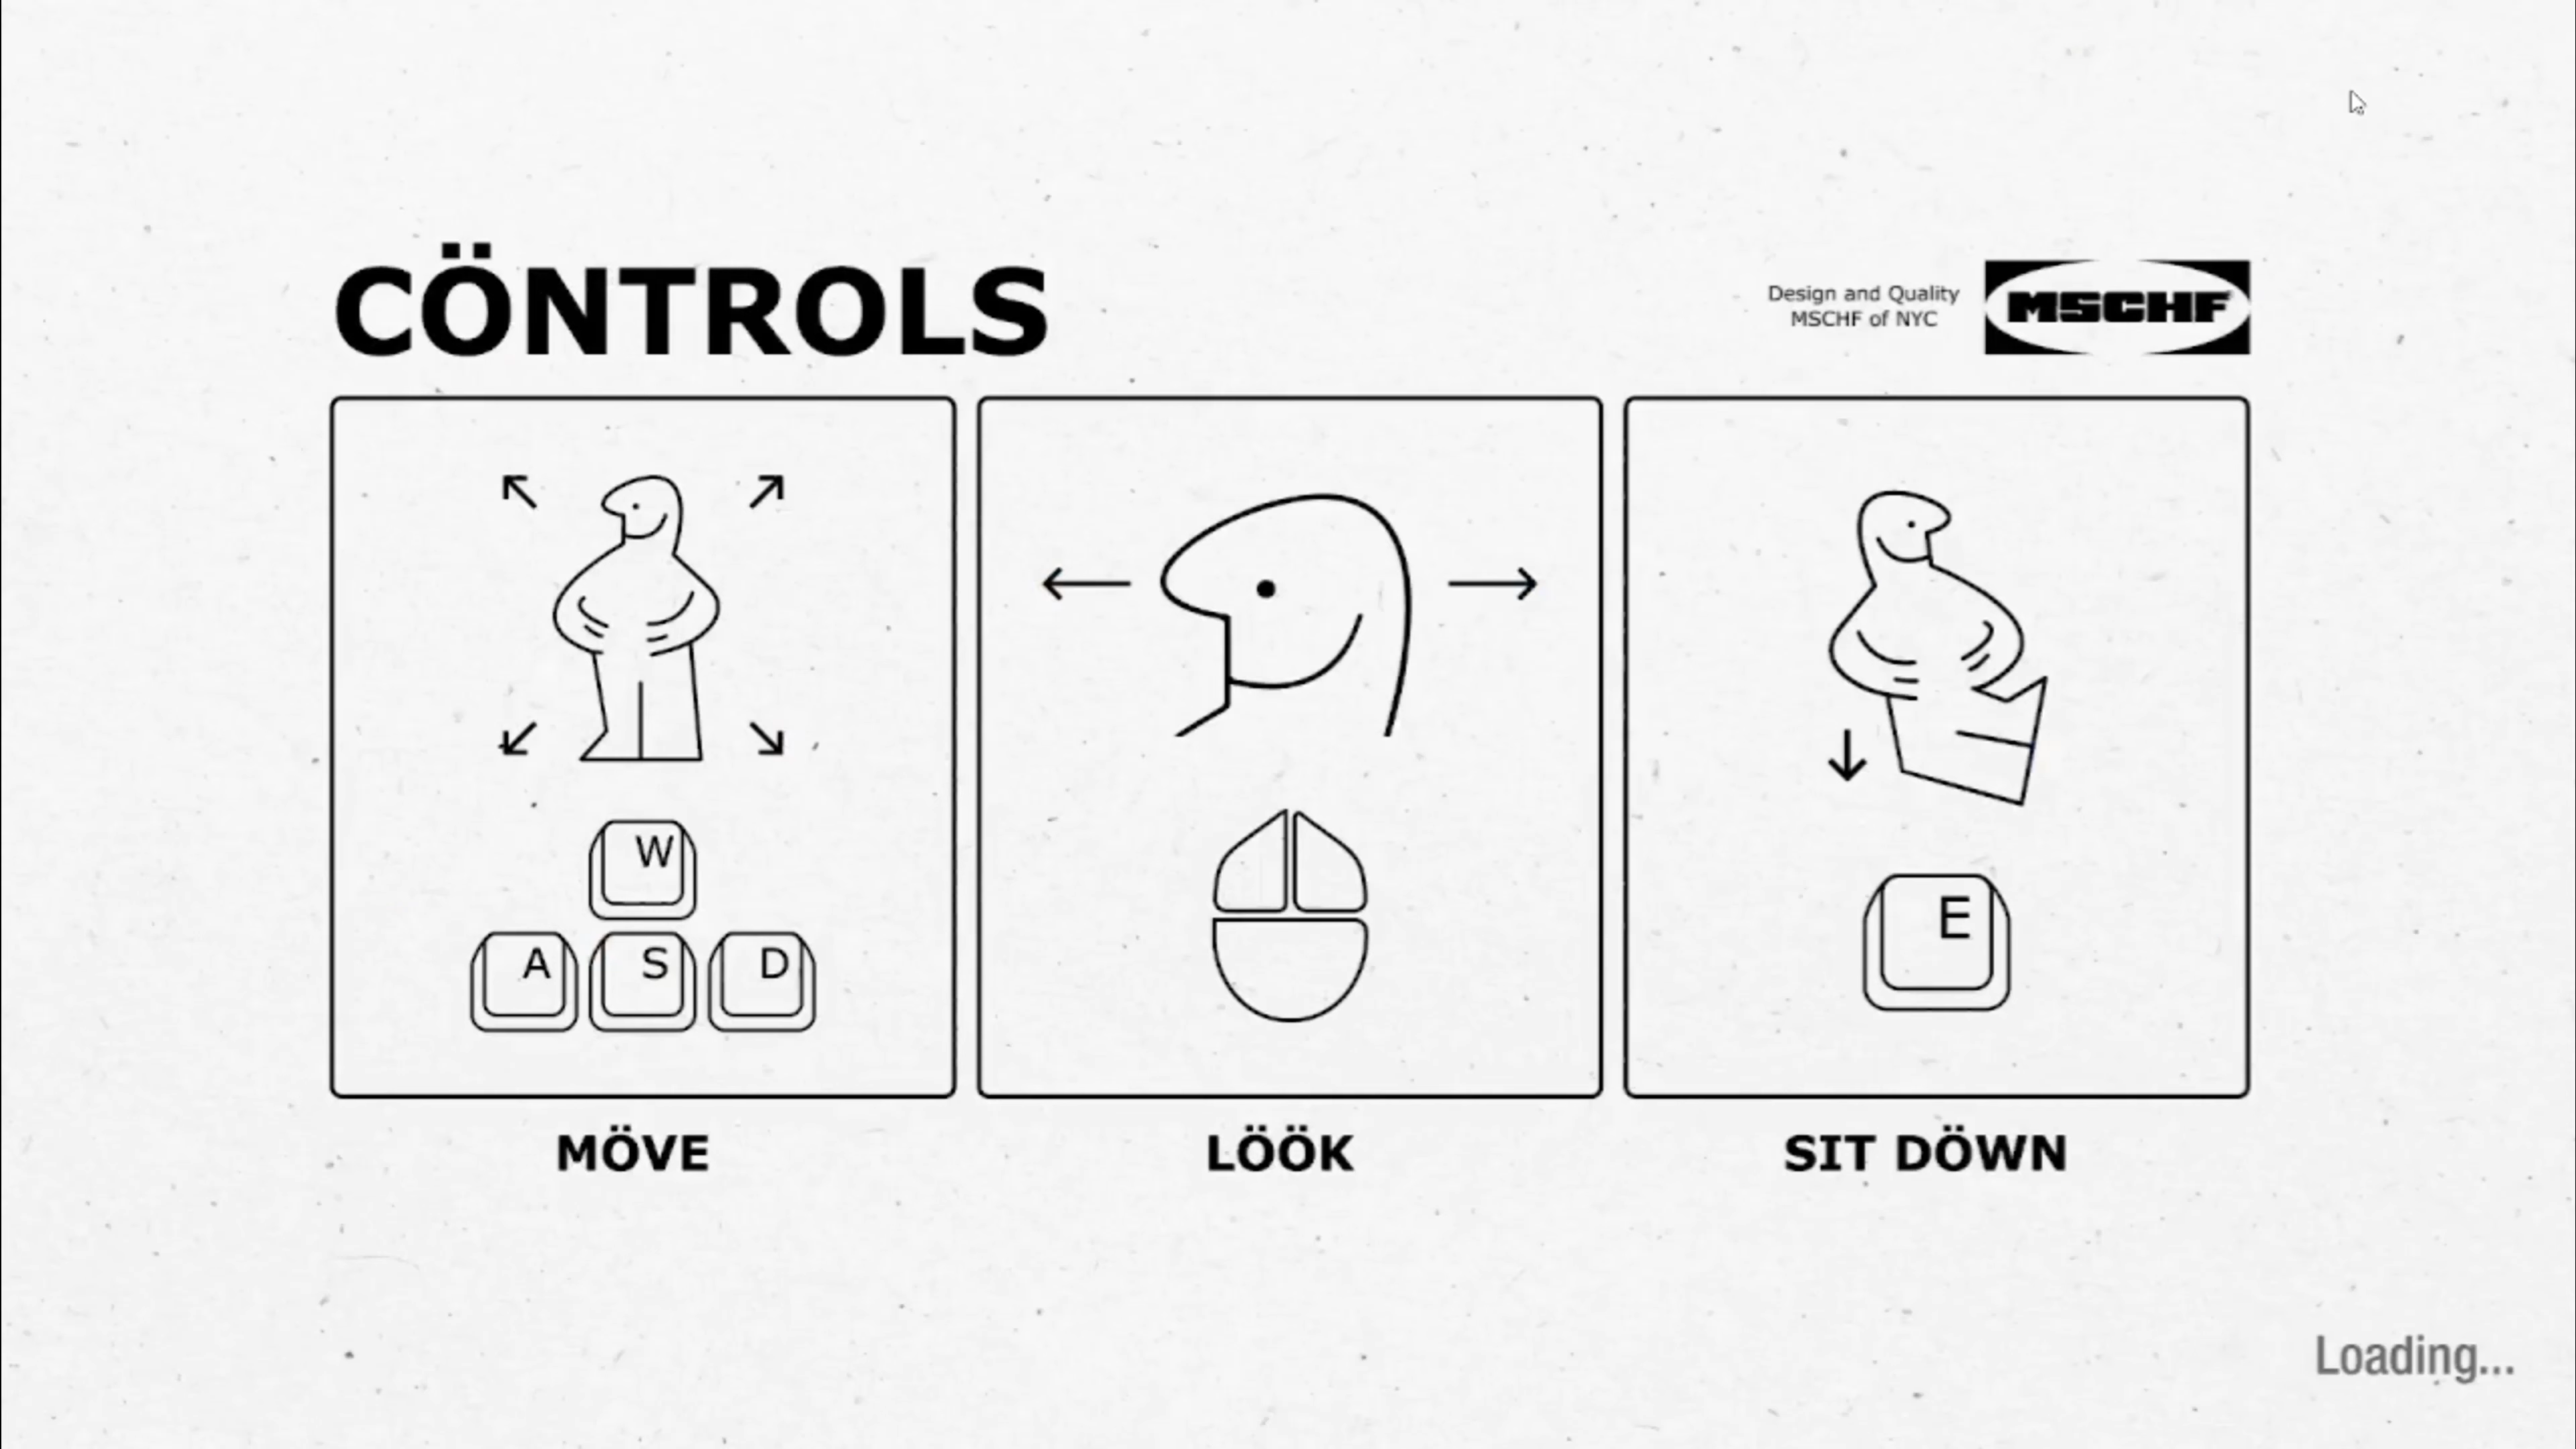 CÖNTROLS
Design and Quality
MSCHF of NYC
MSCHF
W
A S D
E
MÖVE
LÖÖK
SIT DÖWN
Loading...